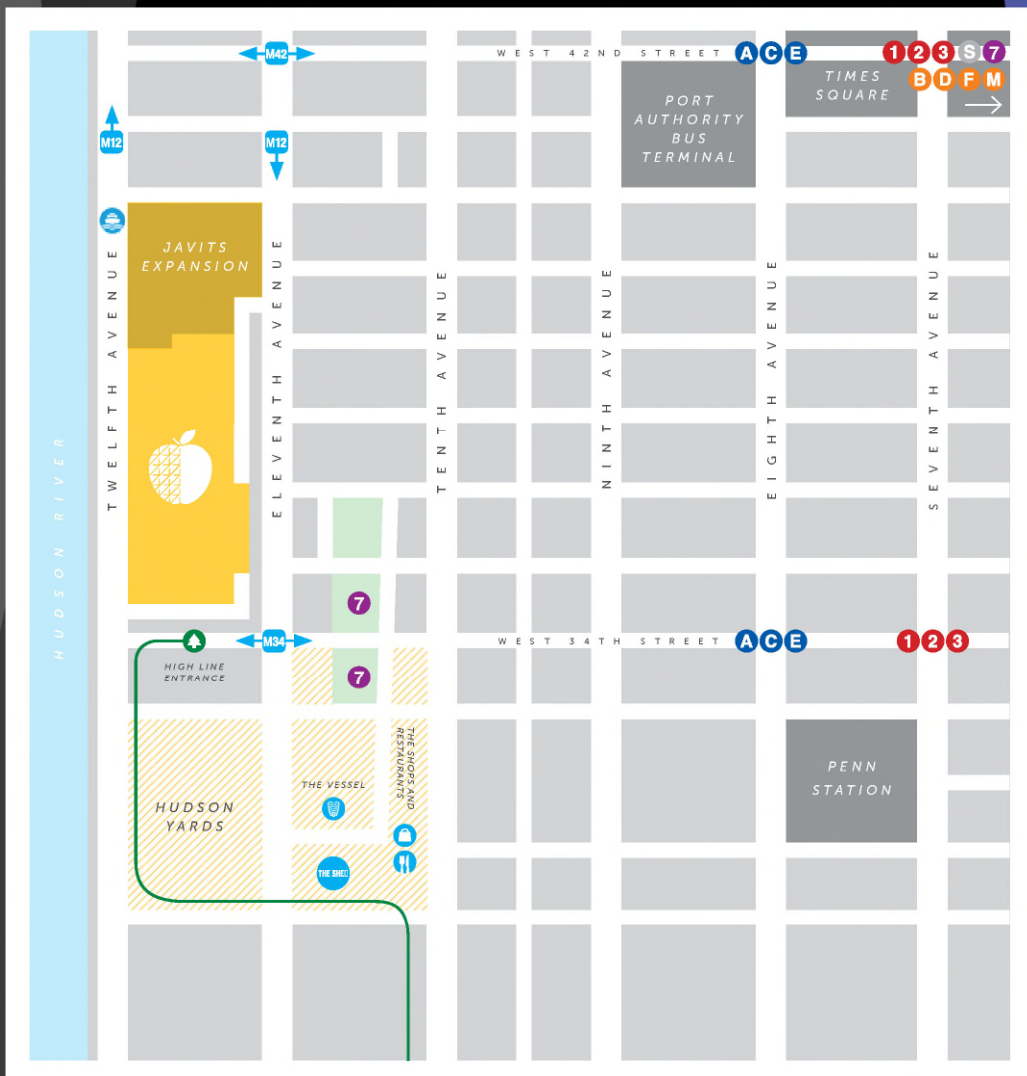 M42
WEST 42ND STREET
A C E
1 2 3 S 7
B D F M
TIMES
SQUARE
PORT
AUTHORITY
BUS
TERMINAL
M12
M12
JAVITS
EXPANSION
HUDSON RIVER
TWELFTH AVENUE
ELEVENTH AVENUE
TENTH AVENUE
NINTH AVENUE
EIGHTH AVENUE
SEVENTH AVENUE
7
M34
WEST 34TH STREET
A C E
1 2 3
HIGH LINE
ENTRANCE
7
THE SHOPS AND
RESTAURANTS
PENN
STATION
THE VESSEL
HUDSON
YARDS
THE SHED